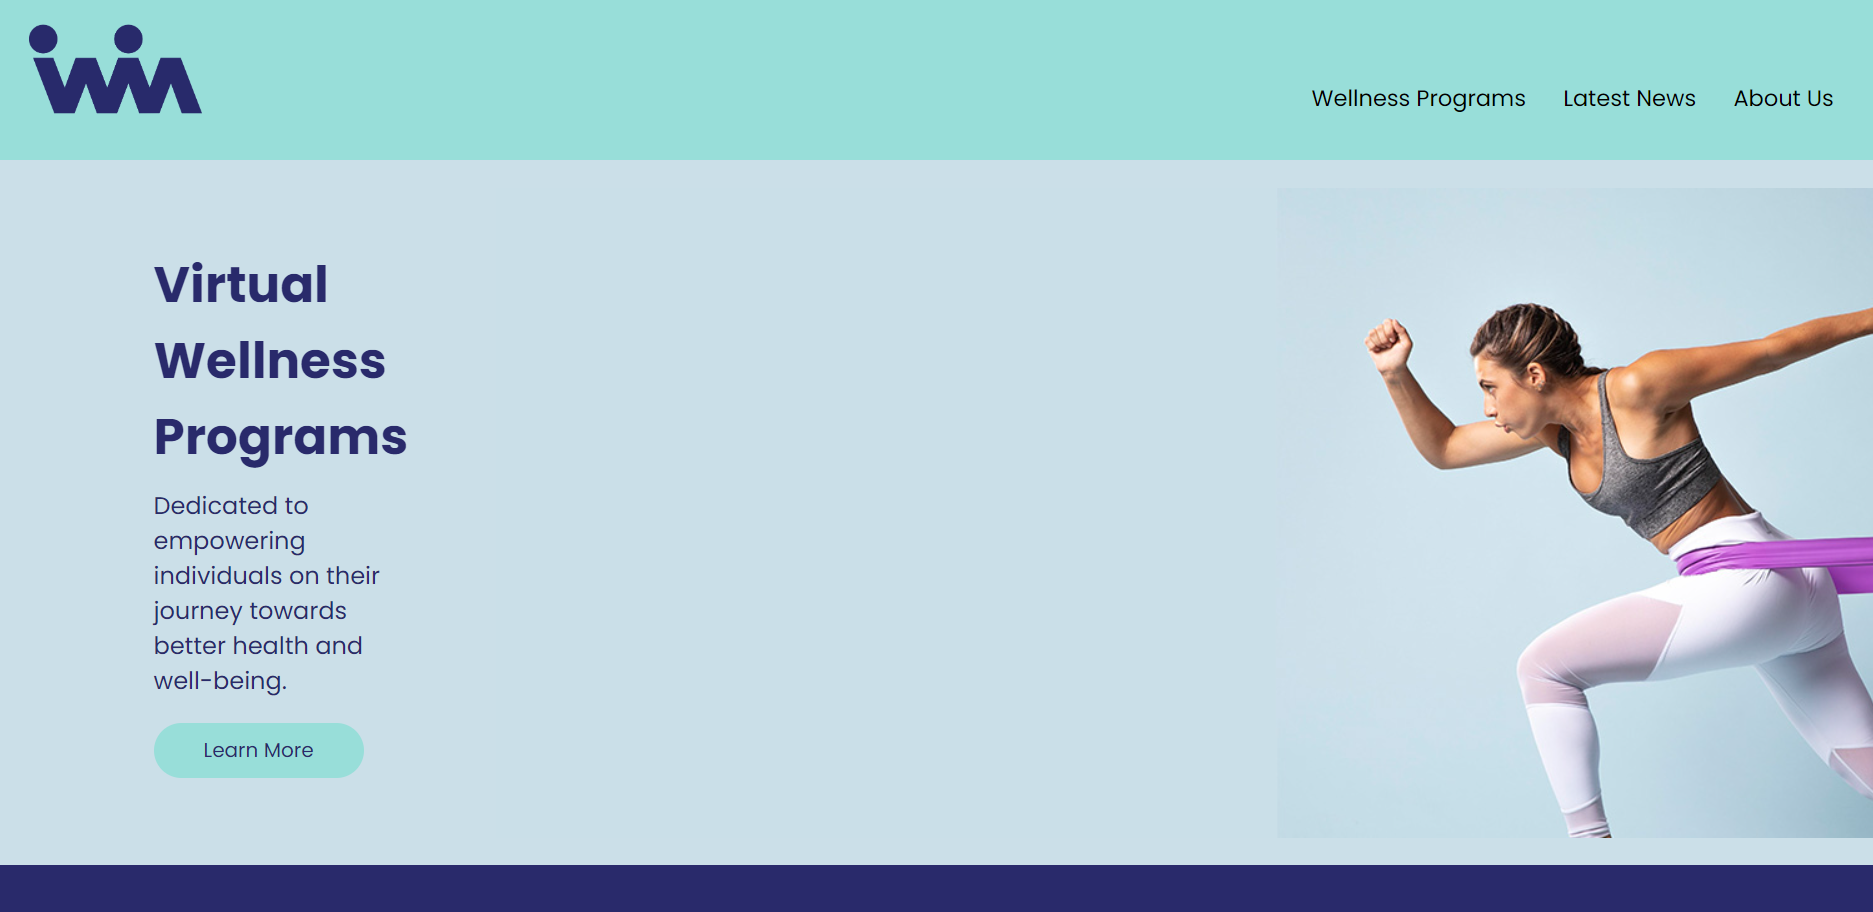 Wellness Programs Latest News About Us
Virtual
Wellness
Programs
Dedicated to
empowering
individuals on their
journey towards
better health and
well-being.
Learn More